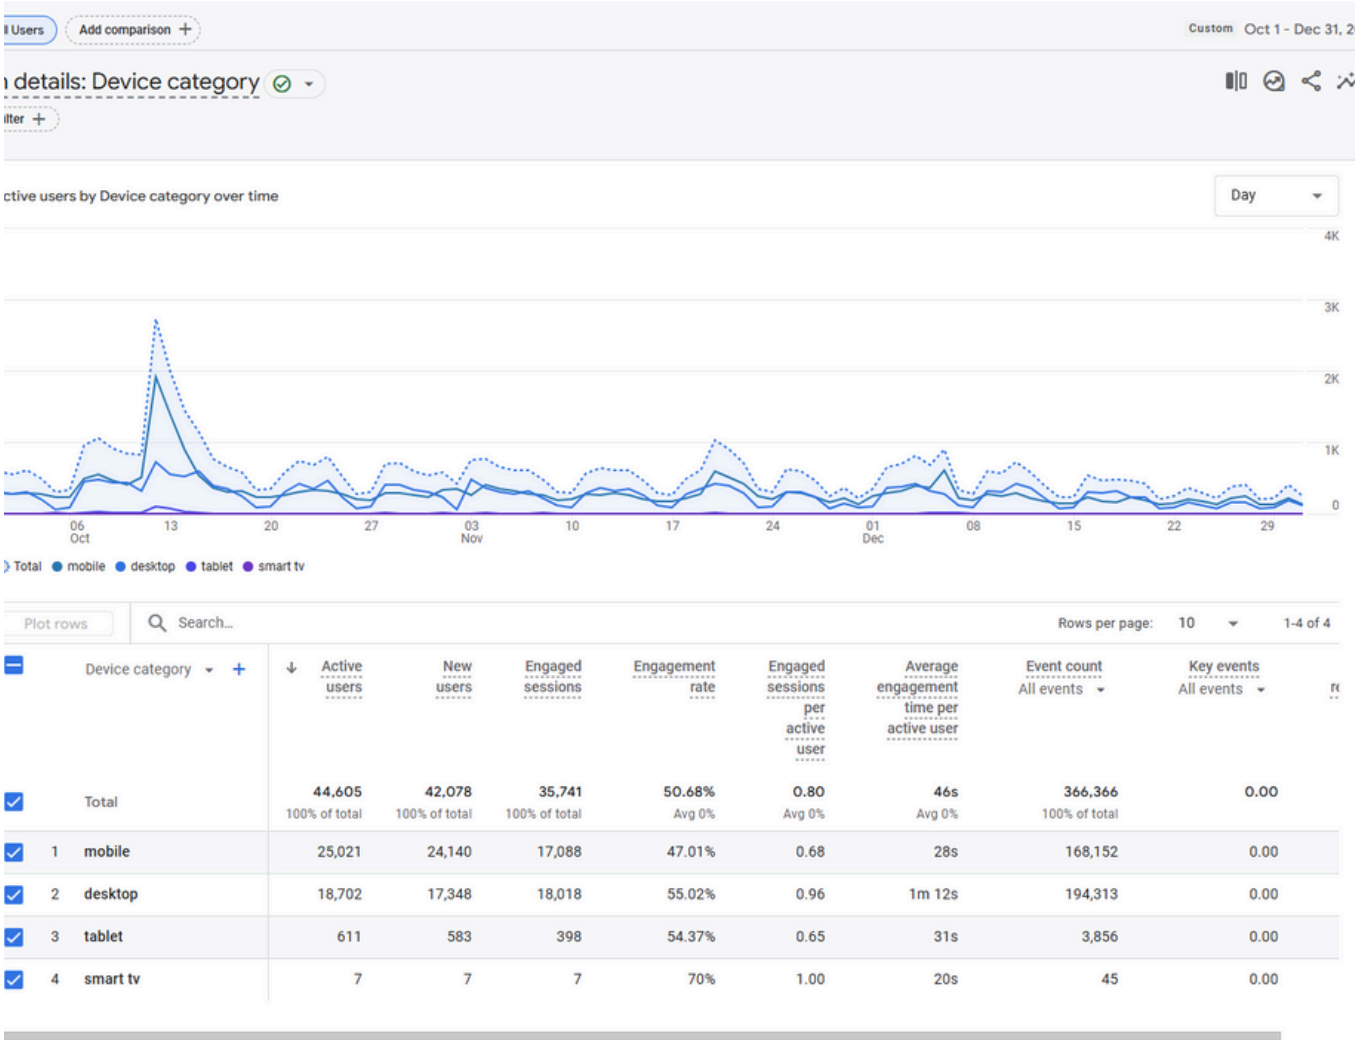 l Users Add comparison + Custom Oct 1 - Dec 31, 2
n details: Device category
ilter +
ctive users by Device category over time Day
4K
3K
2K
1K
0
06 13 20 27 03 10 17 24 01 08 15 22 29
Oct Nov Dec
Total mobile desktop tablet smart tv
Plot rows Search... Rows per page: 10 1-4 of 4
Device category + ↓ Active New Engaged Engagement Engaged Average Event count Key events
users users sessions rate sessions engagement All events All events re
per time per
active active user
user
Total 44,605 42,078 35,741 50.68% 0.80 46s 366,366 0.00
100% of total 100% of total 100% of total Avg 0% Avg 0% Avg 0% 100% of total
1 mobile 25,021 24,140 17,088 47.01% 0.68 28s 168,152 0.00
2 desktop 18,702 17,348 18,018 55.02% 0.96 1m 12s 194,313 0.00
3 tablet 611 583 398 54.37% 0.65 31s 3,856 0.00
4 smart tv 7 7 7 70% 1.00 20s 45 0.00